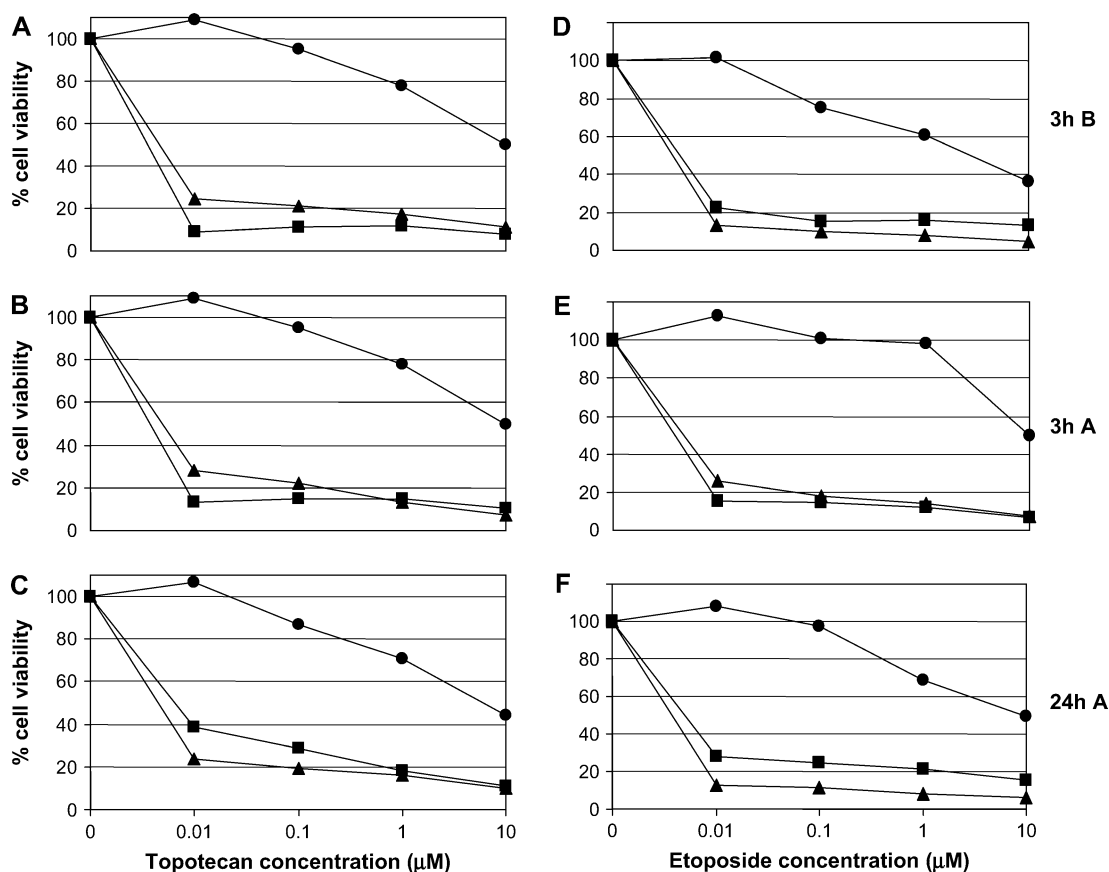 A
% cell viability
100
80
60
40
20
0
B
% cell viability
100
80
60
40
20
0
C
% cell viability
100
80
60
40
20
0
0 0.01 0.1 1 10
Topotecan concentration (μM)
D
100
80
60
40
20
0
3h B
E
100
80
60
40
20
0
3h A
F
100
80
60
40
20
0
24h A
0 0.01 0.1 1 10
Etoposide concentration (μM)